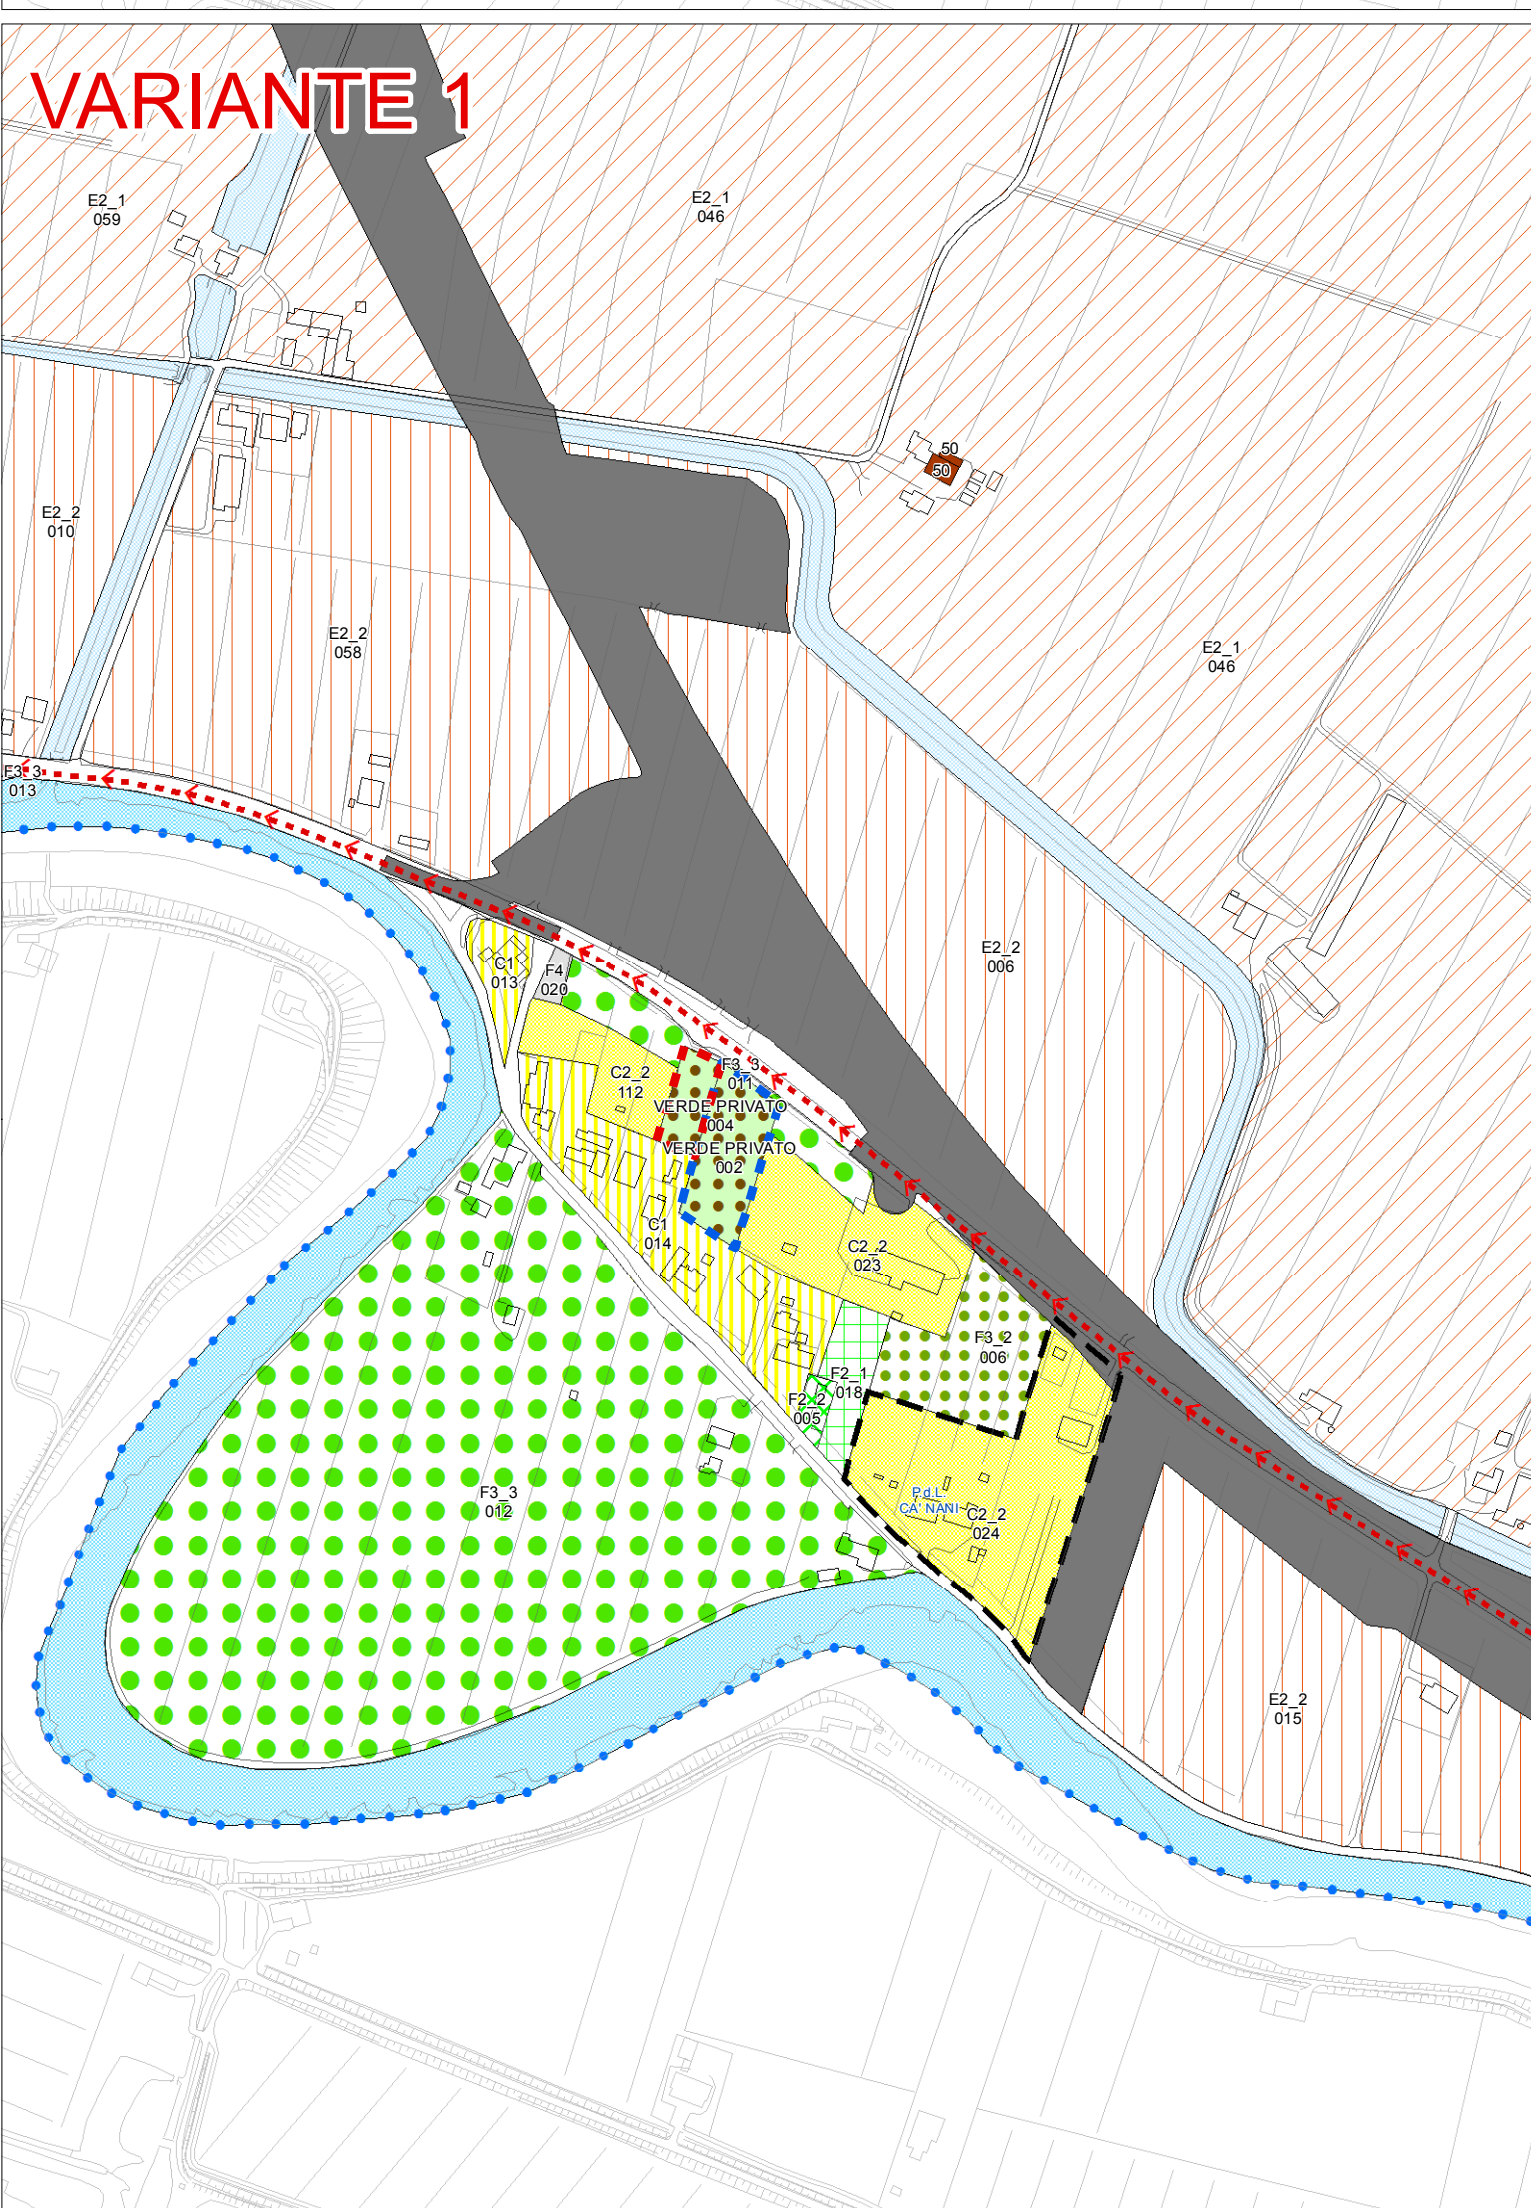 VARIANTE 1
E2_1
059
E2_1
046
50
50
E2_2
010
E2_2
058
E2_1
046
F3_3
013
E2_2
006
C1
013
F4
020
C2_2
112
F3_3
011
VERDE PRIVATO
004
VERDE PRIVATO
002
C1
014
C2_2
023
F3_2
006
F2_1
018
F2_2
005
P.d.L.
CA' NANI
C2_2
024
F3_3
012
E2_2
015